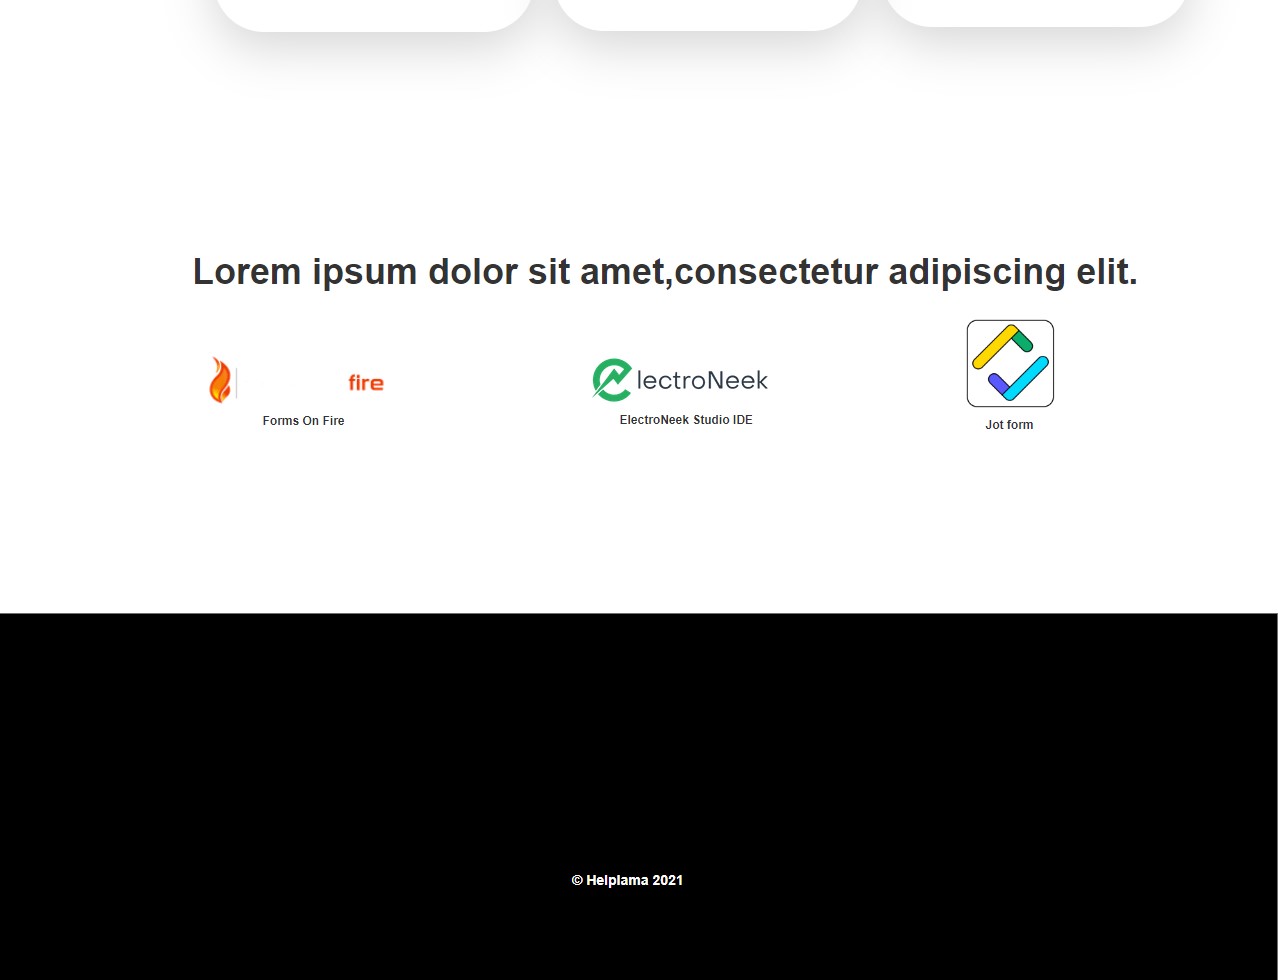 Lorem ipsum dolor sit amet,consectetur adipiscing elit.
fire
lectroNeek
Forms On Fire
ElectroNeek Studio IDE
Jot form
© Helplama 2021